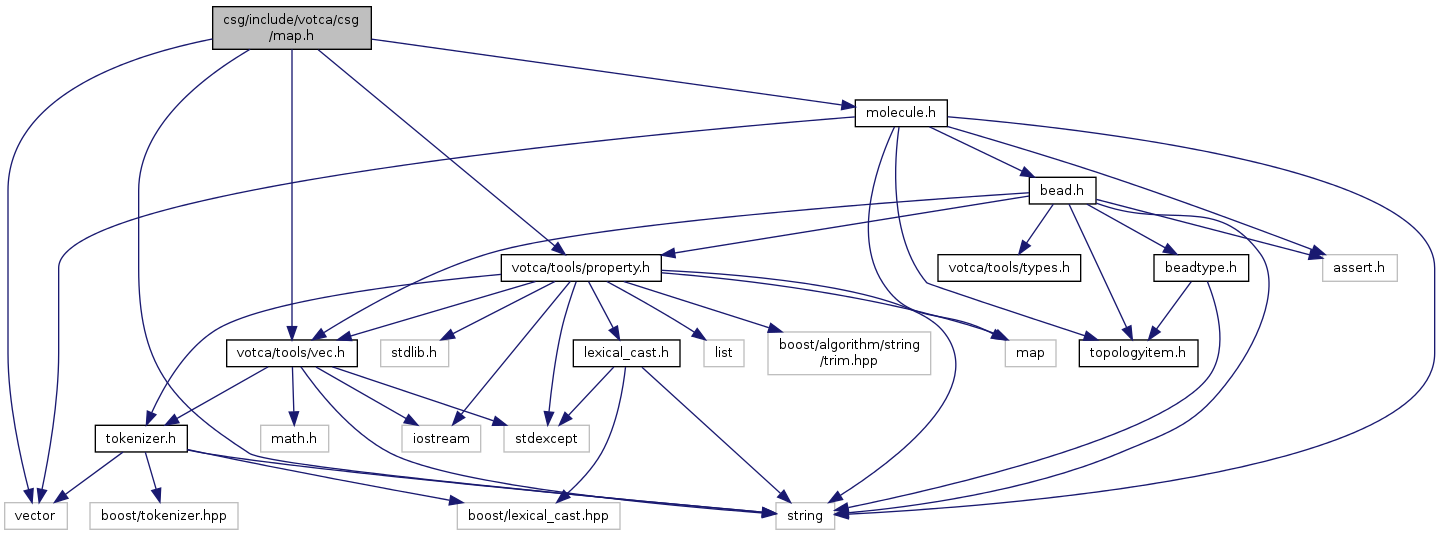 csg/include/votca/csg
/map.h
molecule.h
bead.h
votca/tools/property.h
votca/tools/types.h
beadtype.h
assert.h
votca/tools/vec.h
stdlib.h
lexical_cast.h
list
boost/algorithm/string
/trim.hpp
map
topologyitem.h
tokenizer.h
math.h
iostream
stdexcept
vector
boost/tokenizer.hpp
boost/lexical_cast.hpp
string